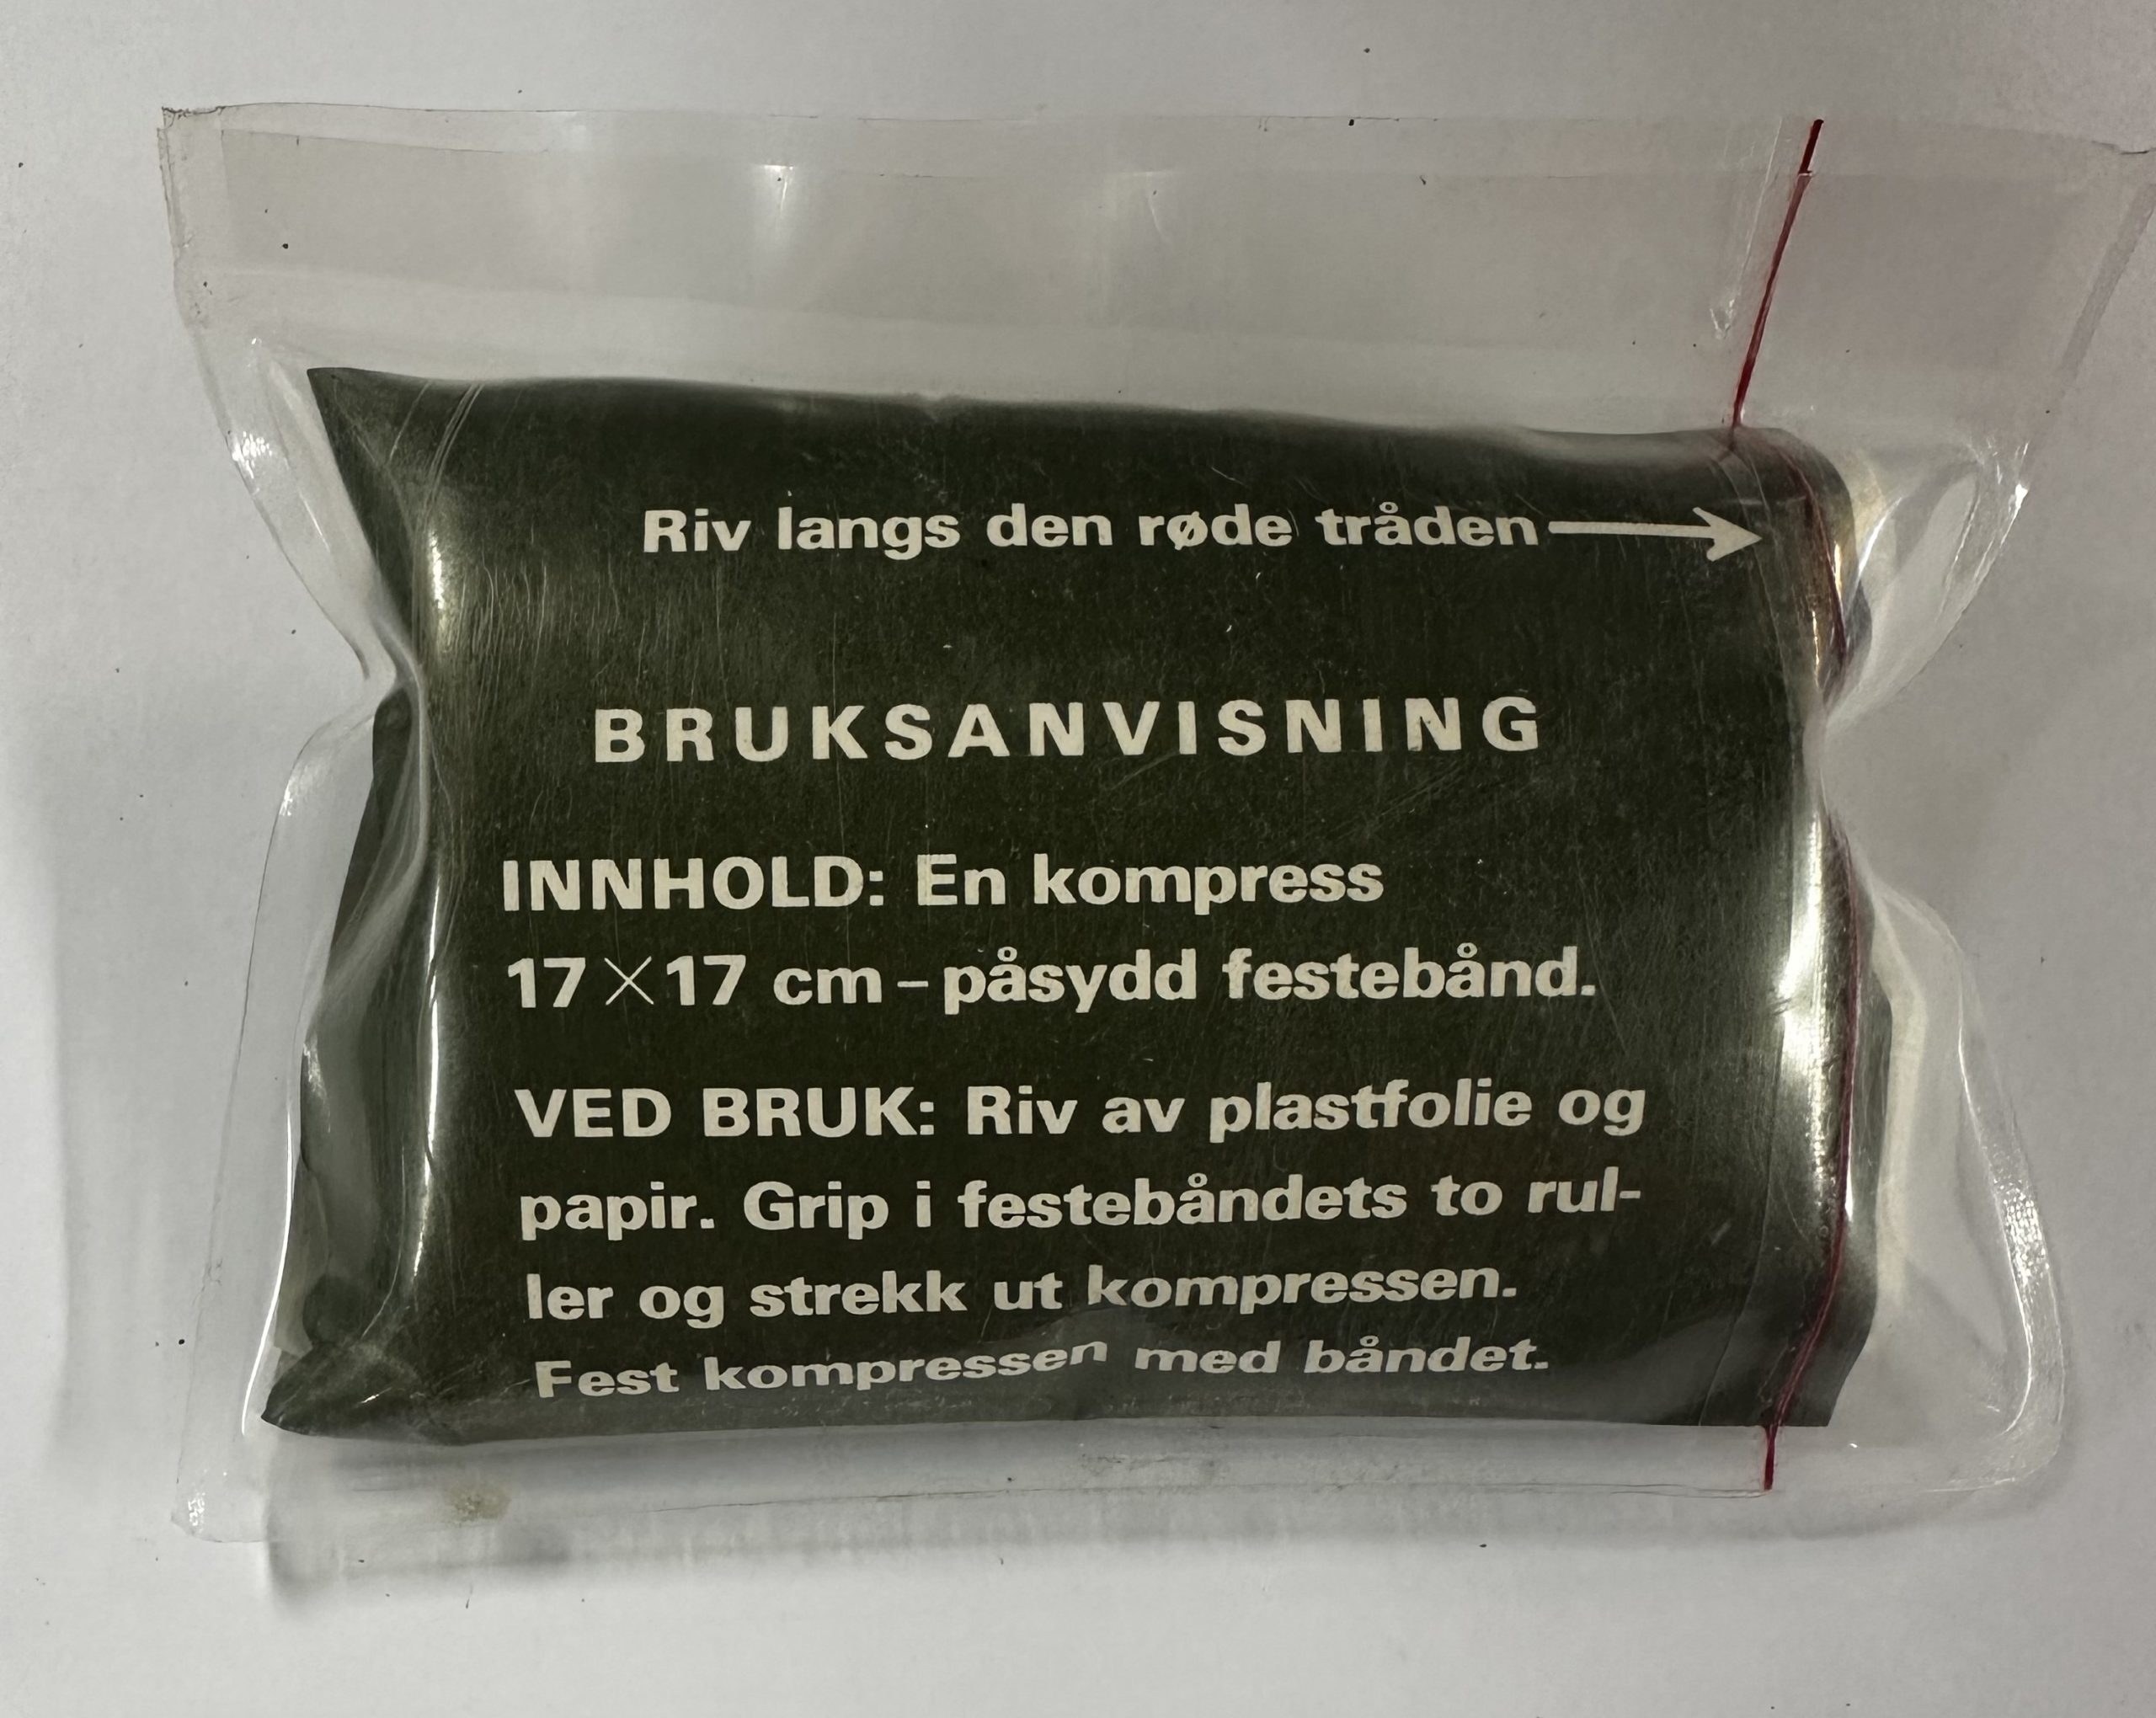 Riv langs den røde tråden
BRUKSANVISNING
INNHOLD: En kompress
17×17 cm – påsydd festebånd.
VED BRUK: Riv av plastfolie og
papir. Grip i festebåndets to rul-
ler og strekk ut kompressen.
Fest kompressen med båndet.